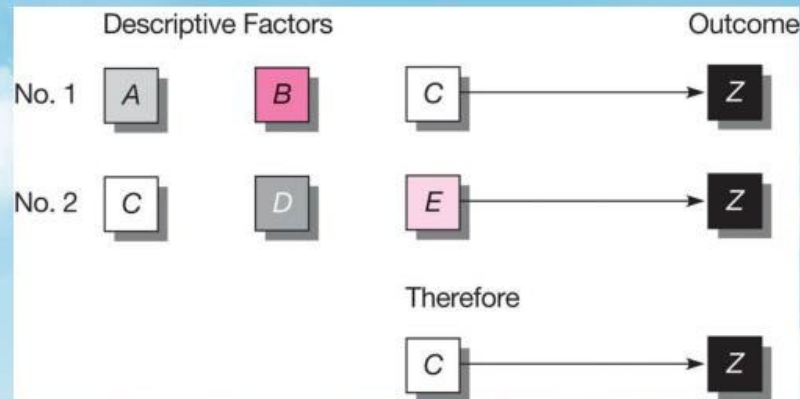 Descriptive Factors Outcome
No. 1 A B C Z
No. 2 C D E Z
Therefore
C Z